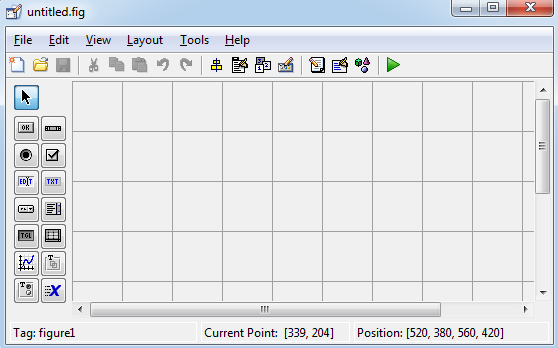 untitled.fig
File Edit View Layout Tools Help
OK
EDIT TXT
TGL
Tag: figure1 Current Point: [339, 204] Position: [520, 380, 560, 420]